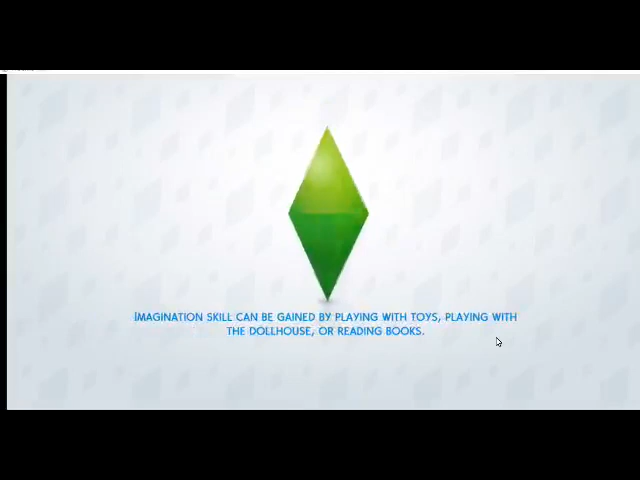 Imagination skill can be gained by playing with toys, playing with
the dollhouse, or reading books.